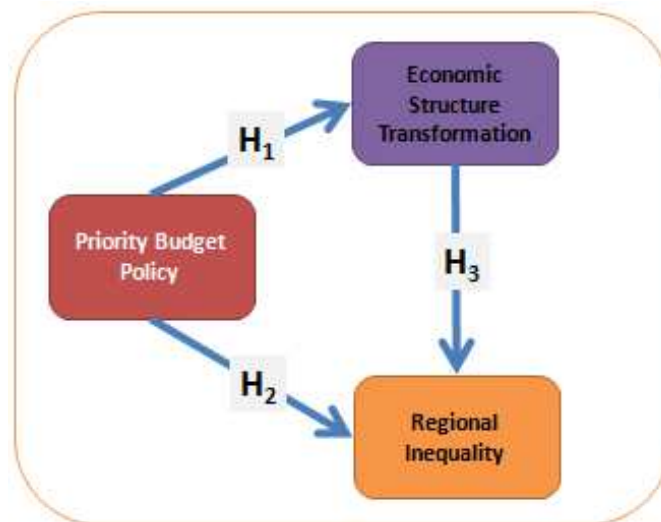 Economic
Structure
Transformation
H₁
Priority Budget
Policy
H₃
H₂
Regional
Inequality